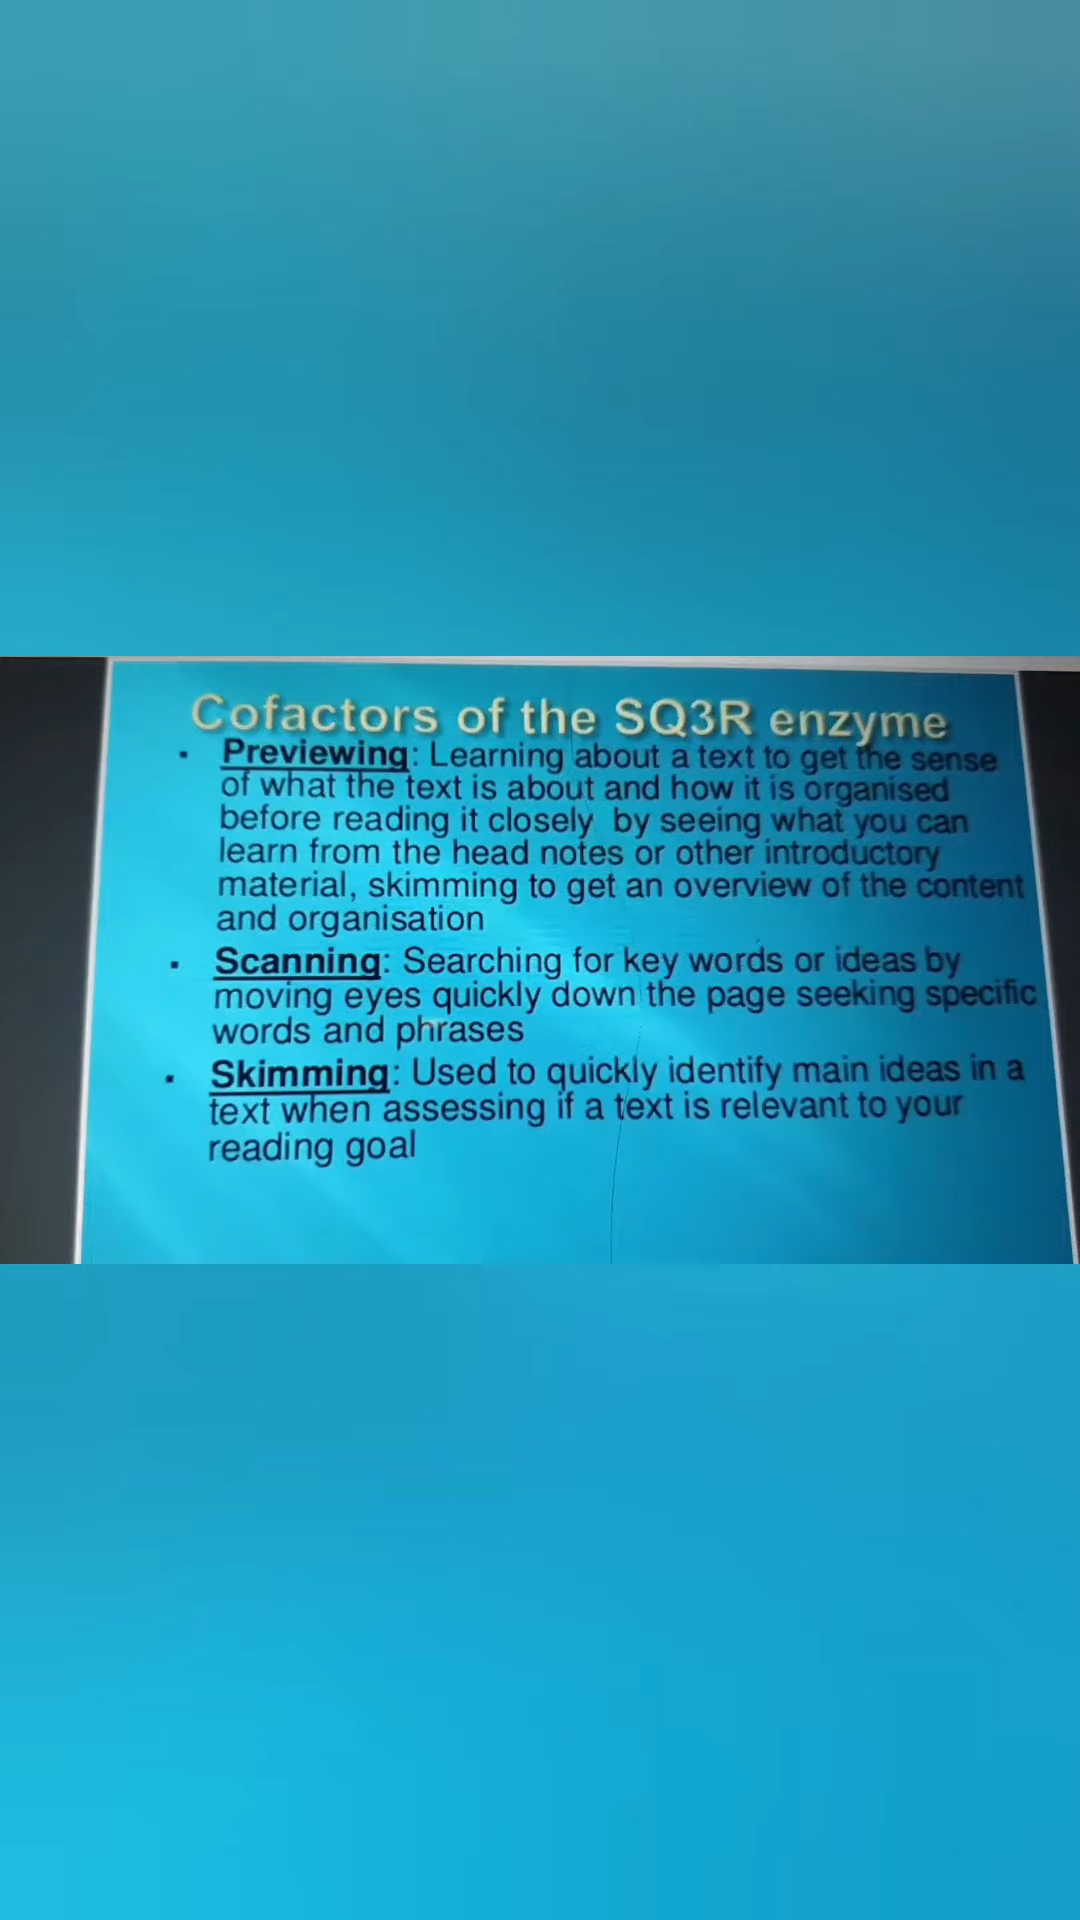 Cofactors of the SQ3R enzyme
▪ Previewing: Learning about a text to get the sense
of what the text is about and how it is organised
before reading it closely by seeing what you can
learn from the head notes or other introductory
material, skimming to get an overview of the content
and organisation
▪ Scanning: Searching for key words or ideas by
moving eyes quickly down the page seeking specific
words and phrases
▪ Skimming: Used to quickly identify main ideas in a
text when assessing if a text is relevant to your
reading goal